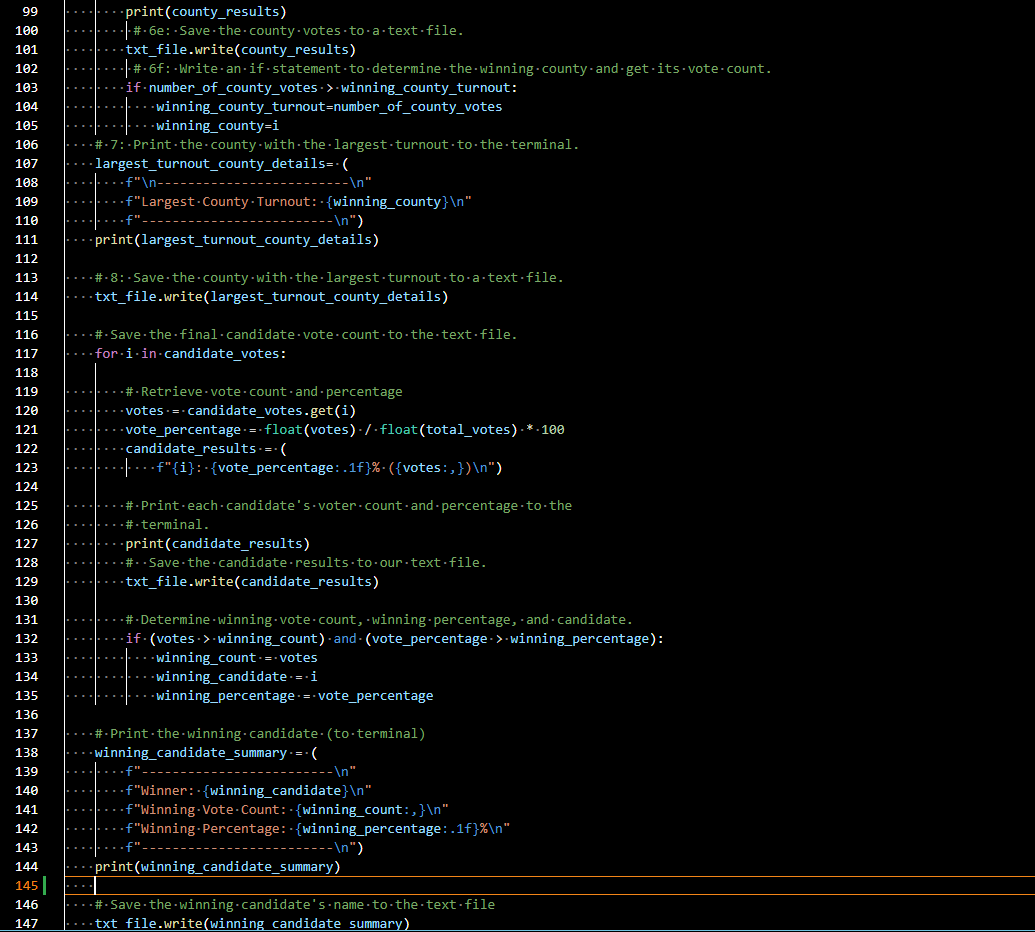 99 print(county_results)
100 # 6e: Save the county votes to a text file.
101 txt_file.write(county_results)
102 # 6f: Write an if statement to determine the winning county and get its vote count.
103 if number_of_county_votes > winning_county_turnout:
104 winning_county_turnout=number_of_county_votes
105 winning_county=i
106 # 7: Print the county with the largest turnout to the terminal.
107 largest_turnout_county_details= (
108 f"\n-------------------------\n"
109 f"Largest County Turnout: {winning_county}\n"
110 f"-------------------------\n")
111 print(largest_turnout_county_details)
112
113 # 8: Save the county with the largest turnout to a text file.
114 txt_file.write(largest_turnout_county_details)
115
116 # Save the final candidate vote count to the text file.
117 for i in candidate_votes:
118
119 # Retrieve vote count and percentage
120 votes = candidate_votes.get(i)
121 vote_percentage = float(votes) / float(total_votes) * 100
122 candidate_results = (
123 f"{i}: {vote_percentage:.1f}% ({votes:,})\n")
124
125 # Print each candidate's voter count and percentage to the
126 # terminal.
127 print(candidate_results)
128 #  Save the candidate results to our text file.
129 txt_file.write(candidate_results)
130
131 # Determine winning vote count, winning percentage, and candidate.
132 if (votes > winning_count) and (vote_percentage > winning_percentage):
133 winning_count = votes
134 winning_candidate = i
135 winning_percentage = vote_percentage
136
137 # Print the winning candidate (to terminal)
138 winning_candidate_summary = (
139 f"-------------------------\n"
140 f"Winner: {winning_candidate}\n"
141 f"Winning Vote Count: {winning_count:,}\n"
142 f"Winning Percentage: {winning_percentage:.1f}%\n"
143 f"-------------------------\n")
144 print(winning_candidate_summary)
145
146 # Save the winning candidate's name to the text file
147 txt_file.write(winning_candidate_summary)